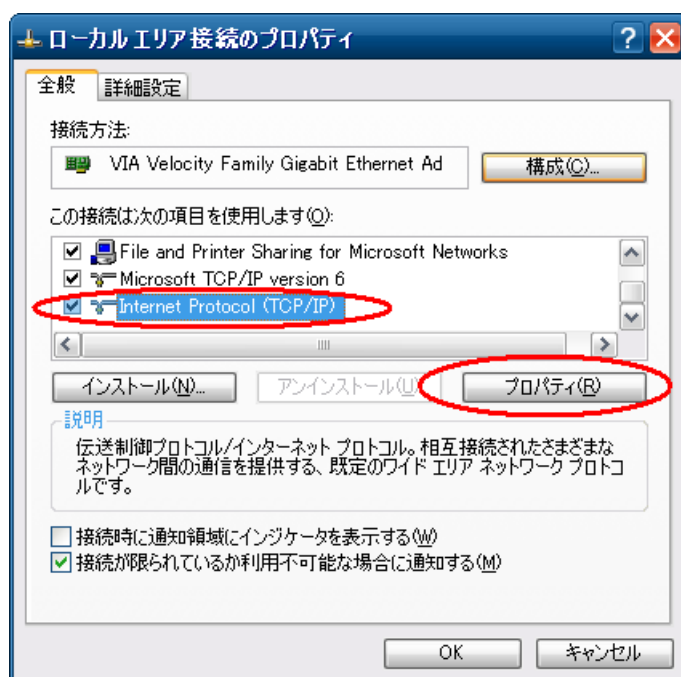 ローカル エリア接続のプロパティ
全般 詳細設定
接続方法:
VIA Velocity Family Gigabit Ethernet Ad 構成(C)...
この接続は次の項目を使用します(O):
File and Printer Sharing for Microsoft Networks
Microsoft TCP/IP version 6
Internet Protocol (TCP/IP)
インストール(N)... アンインストール(U) プロパティ(R)
説明
伝送制御プロトコル/インターネット プロトコル。相互接続されたさまざまな
ネットワーク間の通信を提供する、既定のワイド エリア ネットワーク プロトコ
ルです。
接続時に通知領域にインジケータを表示する(W)
接続が限られているか利用不可能な場合に通知する(M)
OK キャンセル